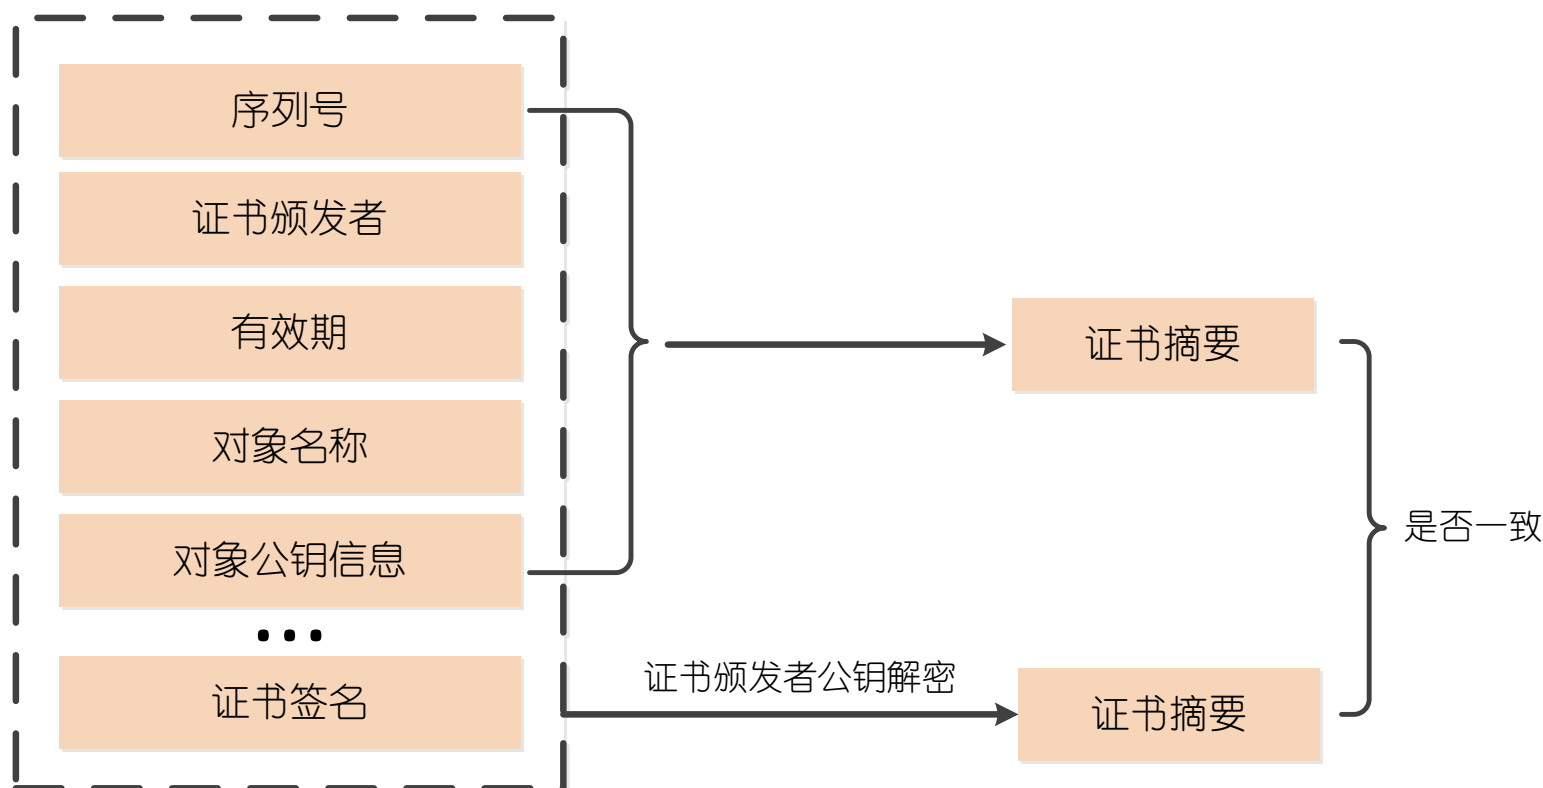 序列号
证书颁发者
有效期
对象名称
对象公钥信息
...
证书签名
证书颁发者公钥解密
证书摘要
证书摘要
是否一致